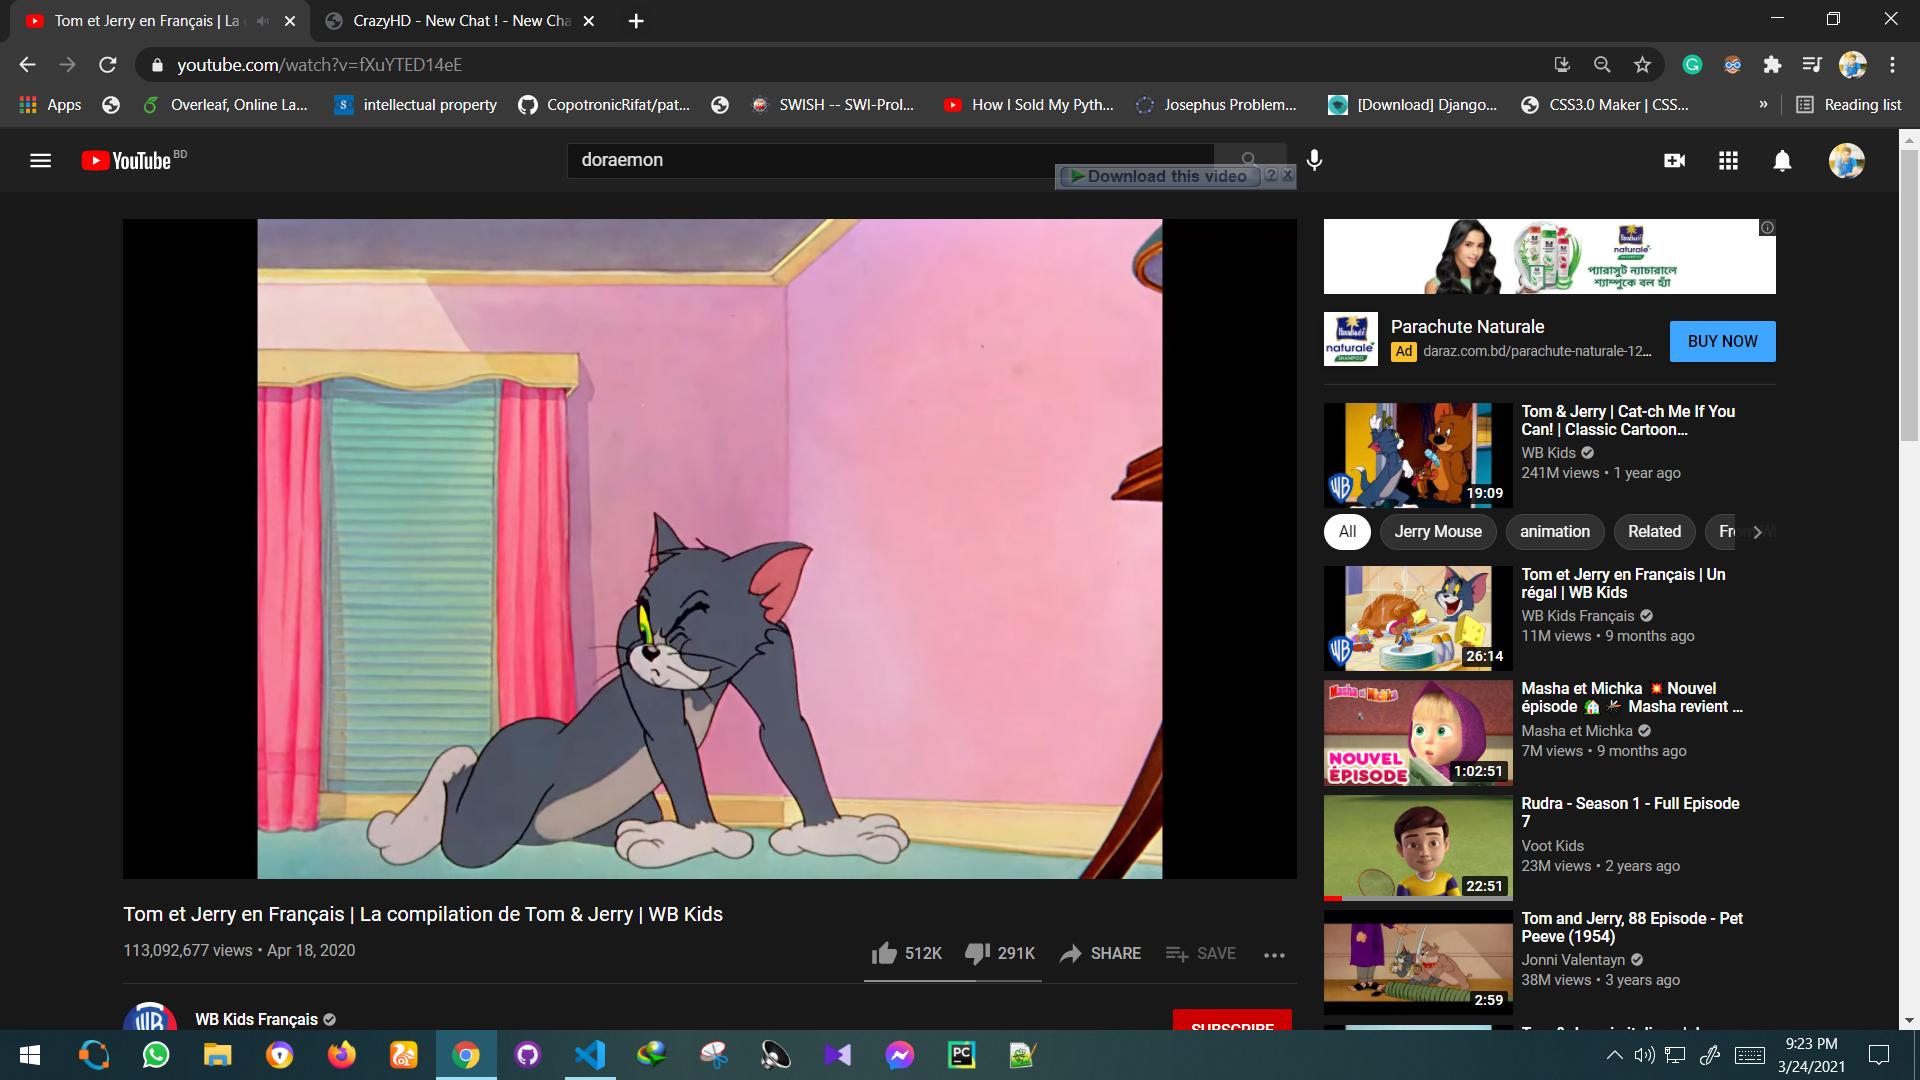 Tom et Jerry en Français | La
CrazyHD - New Chat ! - New Cha
youtube.com/watch?v=fXuYTED14eE
Apps
Overleaf, Online La...
intellectual property
CopotronicRifat/pat...
SWISH -- SWI-Prol...
How I Sold My Pyth...
Josephus Problem...
[Download] Django...
CSS3.0 Maker | CSS...
»
Reading list
YouTube BD
doraemon
Download this video
প্যারাসুট ন্যাচারালে
শ্যাম্পুকে বল হ্যাঁ
naturale
Parachute Naturale
Ad daraz.com.bd/parachute-naturale-12...
BUY NOW
Tom & Jerry | Cat-ch Me If You
Can! | Classic Cartoon...
WB Kids
241M views • 1 year ago
19:09
All
Jerry Mouse
animation
Related
Tom et Jerry en Français | Un
régal | WB Kids
WB Kids Français
11M views • 9 months ago
26:14
Masha et Michka 💥 Nouvel
épisode 🏠 🦟 Masha revient ...
Masha et Michka
7M views • 9 months ago
NOUVEL
ÉPISODE
1:02:51
Rudra - Season 1 - Full Episode
7
Voot Kids
23M views • 2 years ago
22:51
Tom and Jerry, 88 Episode - Pet
Peeve (1954)
Jonni Valentayn
38M views • 3 years ago
2:59
Tom et Jerry en Français | La compilation de Tom & Jerry | WB Kids
113,092,677 views • Apr 18, 2020
512K
291K
SHARE
SAVE
WB Kids Français
SUBSCRIBE
9:23 PM
3/24/2021